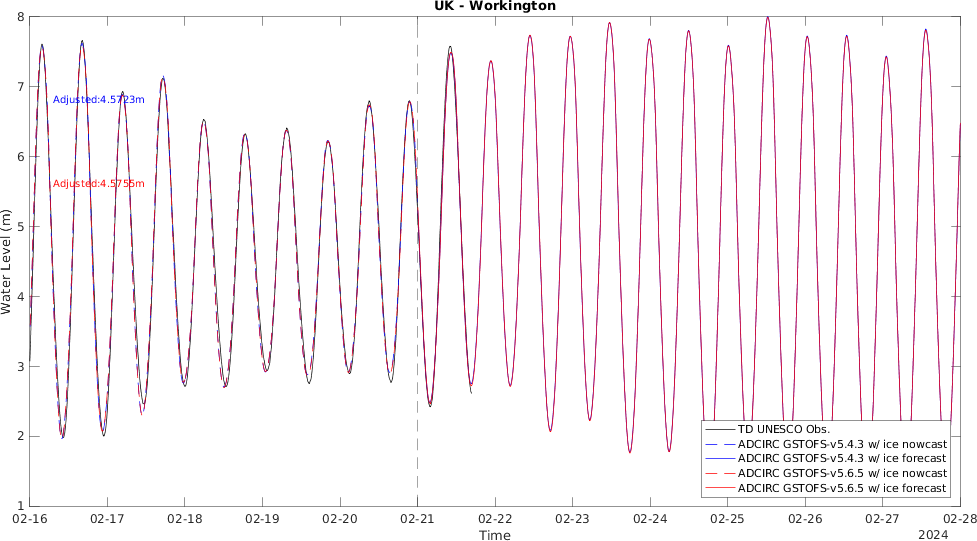 UK - Workington
8
7
6
5
4
3
2
1
Water Level (m)
Adjusted:4.5723m
Adjusted:4.5755m
TD UNESCO Obs.
ADCIRC GSTOFS-v5.4.3 w/ ice nowcast
ADCIRC GSTOFS-v5.4.3 w/ ice forecast
ADCIRC GSTOFS-v5.6.5 w/ ice nowcast
ADCIRC GSTOFS-v5.6.5 w/ ice forecast
02-16 02-17 02-18 02-19 02-20 02-21 02-22 02-23 02-24 02-25 02-26 02-27 02-28
Time
2024